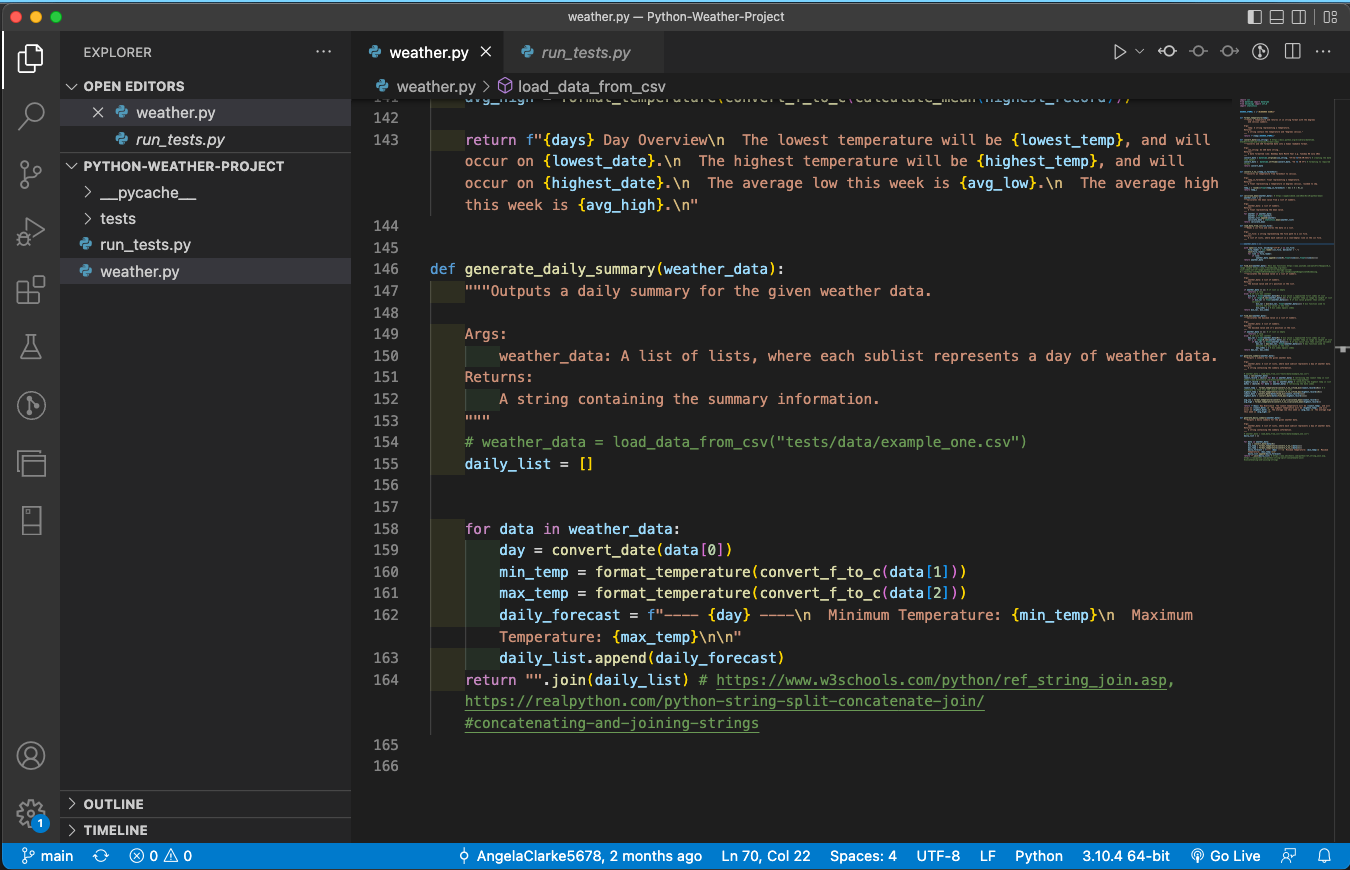 weather.py — Python-Weather-Project
EXPLORER
OPEN EDITORS
weather.py
run_tests.py
PYTHON-WEATHER-PROJECT
__pycache__
tests
run_tests.py
weather.py
OUTLINE
TIMELINE
1
weather.py
run_tests.py
weather.py > load_data_from_csv
141 avg_high = format_temperature(convert_f_to_c(calculate_mean(highest_record)))
142
143 return f"{days} Day Overview\n  The lowest temperature will be {lowest_temp}, and will
occur on {lowest_date}.\n  The highest temperature will be {highest_temp}, and will
occur on {highest_date}.\n  The average low this week is {avg_low}.\n  The average high
this week is {avg_high}.\n"
144
145
146 def generate_daily_summary(weather_data):
147     """Outputs a daily summary for the given weather data.
148
149     Args:
150         weather_data: A list of lists, where each sublist represents a day of weather data.
151     Returns:
152         A string containing the summary information.
153     """
154     # weather_data = load_data_from_csv("tests/data/example_one.csv")
155     daily_list = []
156
157
158     for data in weather_data:
159         day = convert_date(data[0])
160         min_temp = format_temperature(convert_f_to_c(data[1]))
161         max_temp = format_temperature(convert_f_to_c(data[2]))
162         daily_forecast = f"---- {day} ----\n  Minimum Temperature: {min_temp}\n  Maximum
Temperature: {max_temp}\n\n"
163         daily_list.append(daily_forecast)
164     return "".join(daily_list) # https://www.w3schools.com/python/ref_string_join.asp,
https://realpython.com/python-string-split-concatenate-join/
#concatenating-and-joining-strings
165
166
main 0 0 AngelaClarke5678, 2 months ago Ln 70, Col 22 Spaces: 4 UTF-8 LF Python 3.10.4 64-bit Go Live